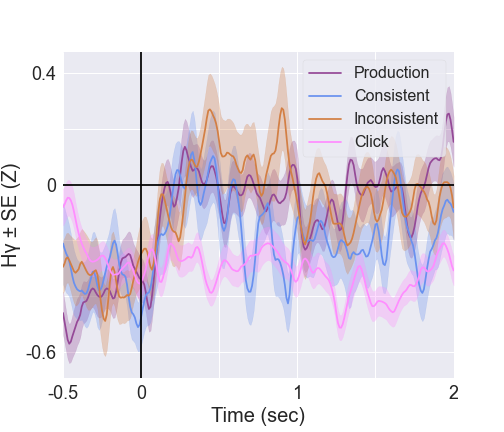 Hγ ± SE (Z)
0.4
0
-0.6
Production
Consistent
Inconsistent
Click
-0.5 0 1 2
Time (sec)